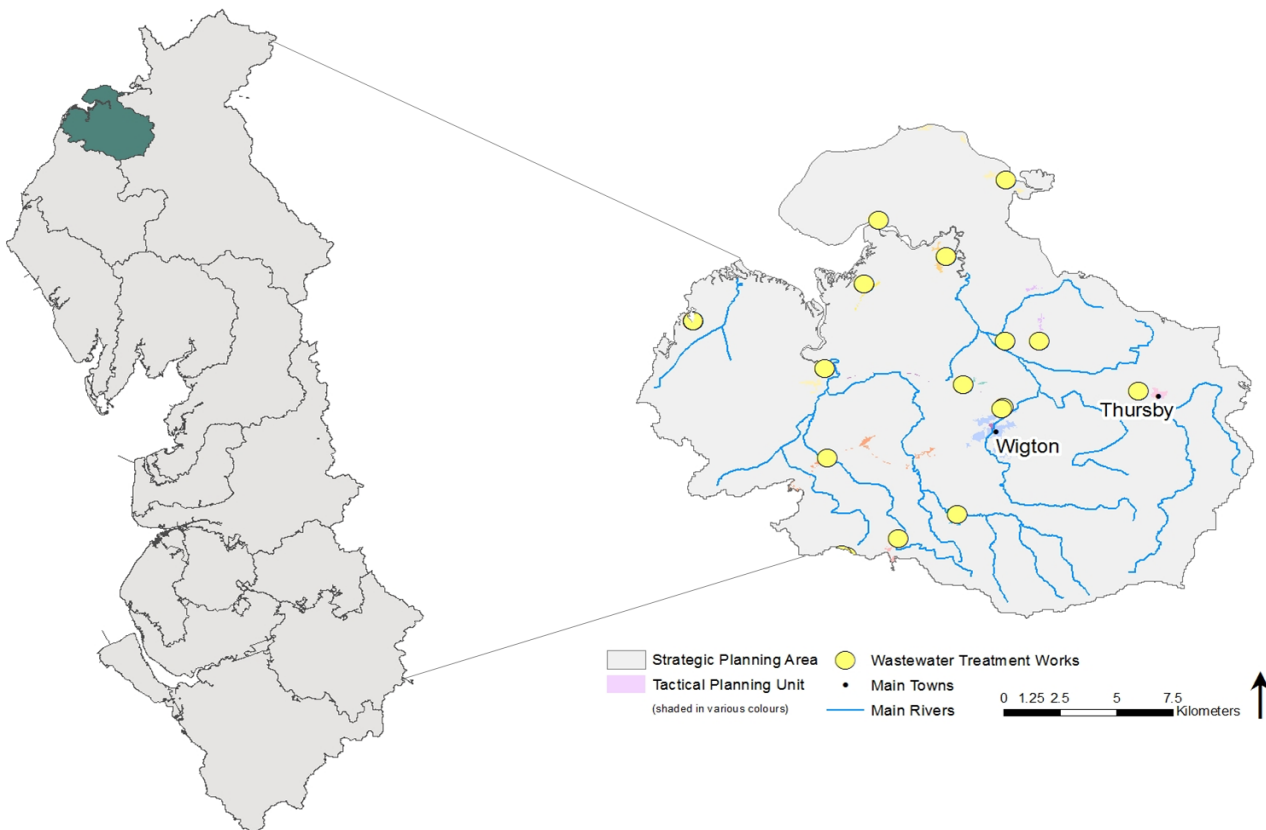 Thursby
Wigton
Strategic Planning Area
Wastewater Treatment Works
Tactical Planning Unit
Main Towns
(shaded in various colours)
Main Rivers
0 1.25 2.5 5 7.5
Kilometers